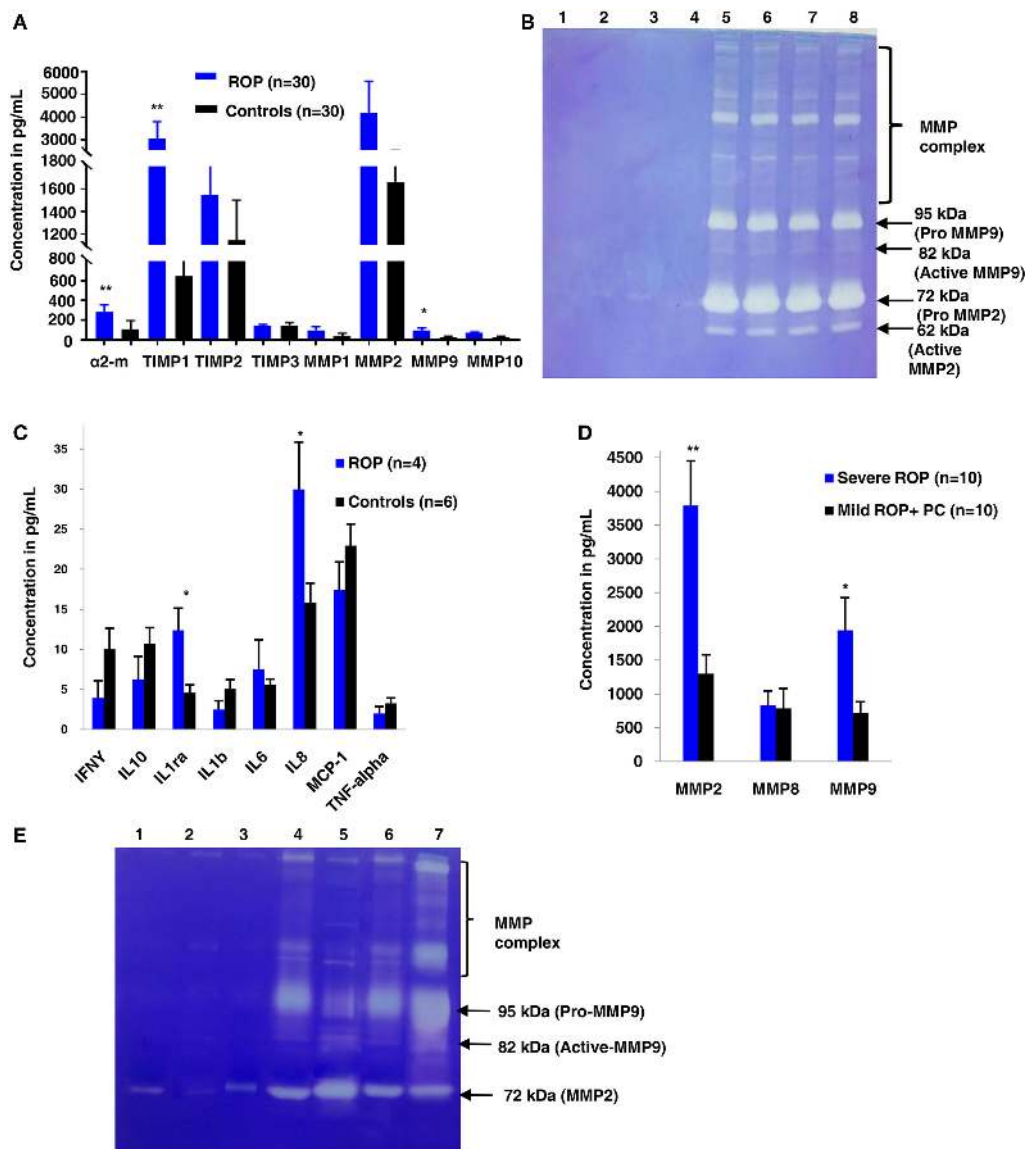 A
Concentration in pg/mL
6000
5000
4000
3000
1800
1600
1400
1200
800
600
400
200
0
ROP (n=30)
Controls (n=30)
**
**
*
α2-m TIMP1 TIMP2 TIMP3 MMP1 MMP2 MMP9 MMP10
B
1 2 3 4 5 6 7 8
MMP
complex
95 kDa
(Pro MMP9)
82 kDa
(Active MMP9)
72 kDa
(Pro MMP2)
62 kDa
(Active
MMP2)
C
Concentration in pg/mL
35
30
25
20
15
10
5
0
ROP (n=4)
Controls (n=6)
*
*
IFNY IL10 IL1ra IL1b IL6 IL8 MCP-1 TNF-alpha
D
Concentration in pg/mL
4500
4000
3500
3000
2500
2000
1500
1000
500
0
Severe ROP (n=10)
Mild ROP+ PC (n=10)
**
*
MMP2 MMP8 MMP9
E
1 2 3 4 5 6 7
MMP
complex
95 kDa (Pro-MMP9)
82 kDa (Active-MMP9)
72 kDa (MMP2)